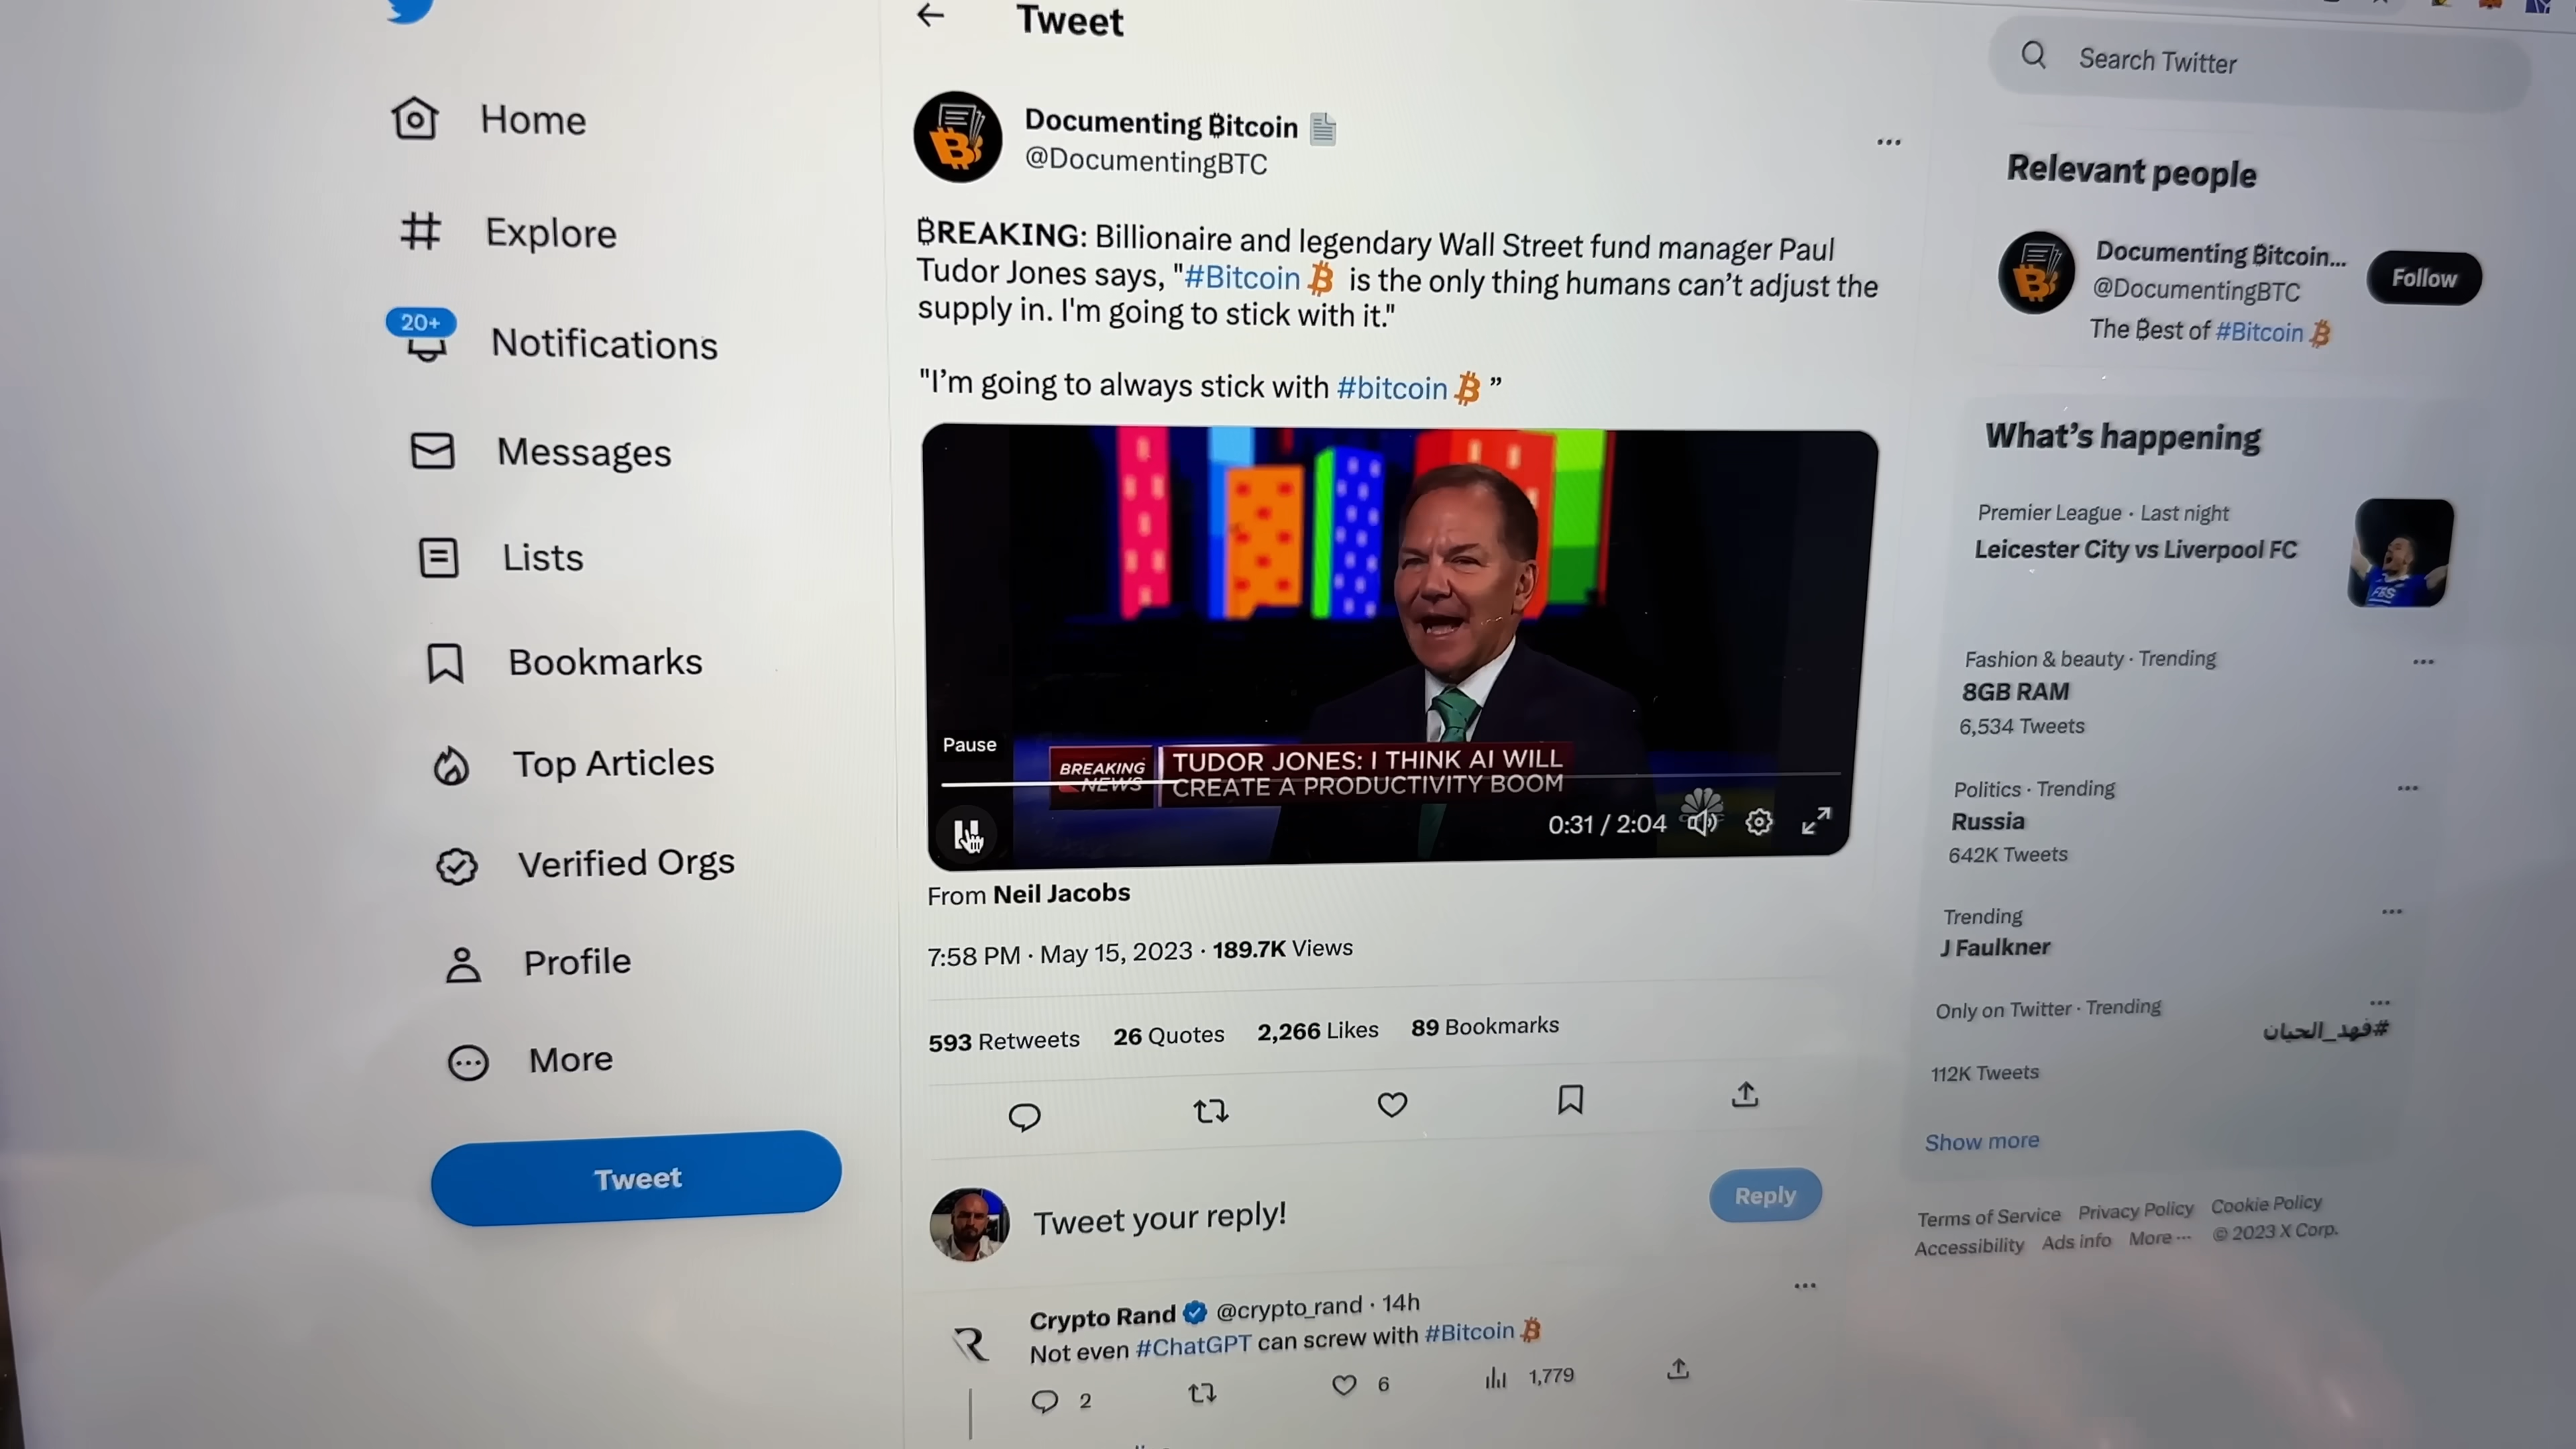 Home
Explore
20+
Notifications
Messages
Lists
Bookmarks
Top Articles
Verified Orgs
Profile
More
Tweet
Tweet
Documenting ₿itcoin
@DocumentingBTC
₿REAKING: Billionaire and legendary Wall Street fund manager Paul
Tudor Jones says, "#Bitcoin is the only thing humans can’t adjust the
supply in. I'm going to stick with it."
"I’m going to always stick with #bitcoin ”
Pause
BREAKING
NEWS
TUDOR JONES: I THINK AI WILL
CREATE A PRODUCTIVITY BOOM
0:31 / 2:04
From Neil Jacobs
7:58 PM · May 15, 2023 · 189.7K Views
593 Retweets 26 Quotes 2,266 Likes 89 Bookmarks
Tweet your reply!
Reply
Crypto Rand @crypto_rand · 14h
Not even #ChatGPT can screw with #Bitcoin
2 6 1,779
Search Twitter
Relevant people
Documenting ₿itcoin...
@DocumentingBTC
Follow
The ₿est of #Bitcoin
What’s happening
Premier League · Last night
Leicester City vs Liverpool FC
FBS
Fashion & beauty · Trending
8GB RAM
6,534 Tweets
Politics · Trending
Russia
642K Tweets
Trending
J Faulkner
Only on Twitter · Trending
#فهد_الحيان
112K Tweets
Show more
Terms of Service Privacy Policy Cookie Policy
Accessibility Ads info More ··· © 2023 X Corp.